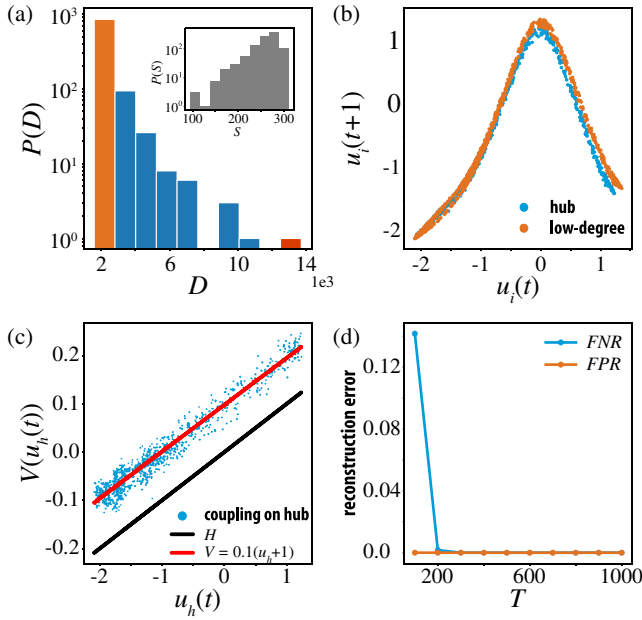 (a)
P(D)
10³
10²
10¹
10⁰
2
6
10
14
1e3
D
P(S)
10²
10¹
10⁰
100
200
300
S
(b)
u_i(t+1)
1
0
-1
-2
-2
-1
0
1
u_i(t)
hub
low-degree
(c)
V(u_h(t))
0.2
0.1
0.0
-0.1
-0.2
-2
-1
0
1
u_h(t)
coupling on hub
H
V = 0.1(u_h+1)
(d)
reconstruction error
0.12
0.08
0.04
0.0
200
600
1000
T
FNR
FPR